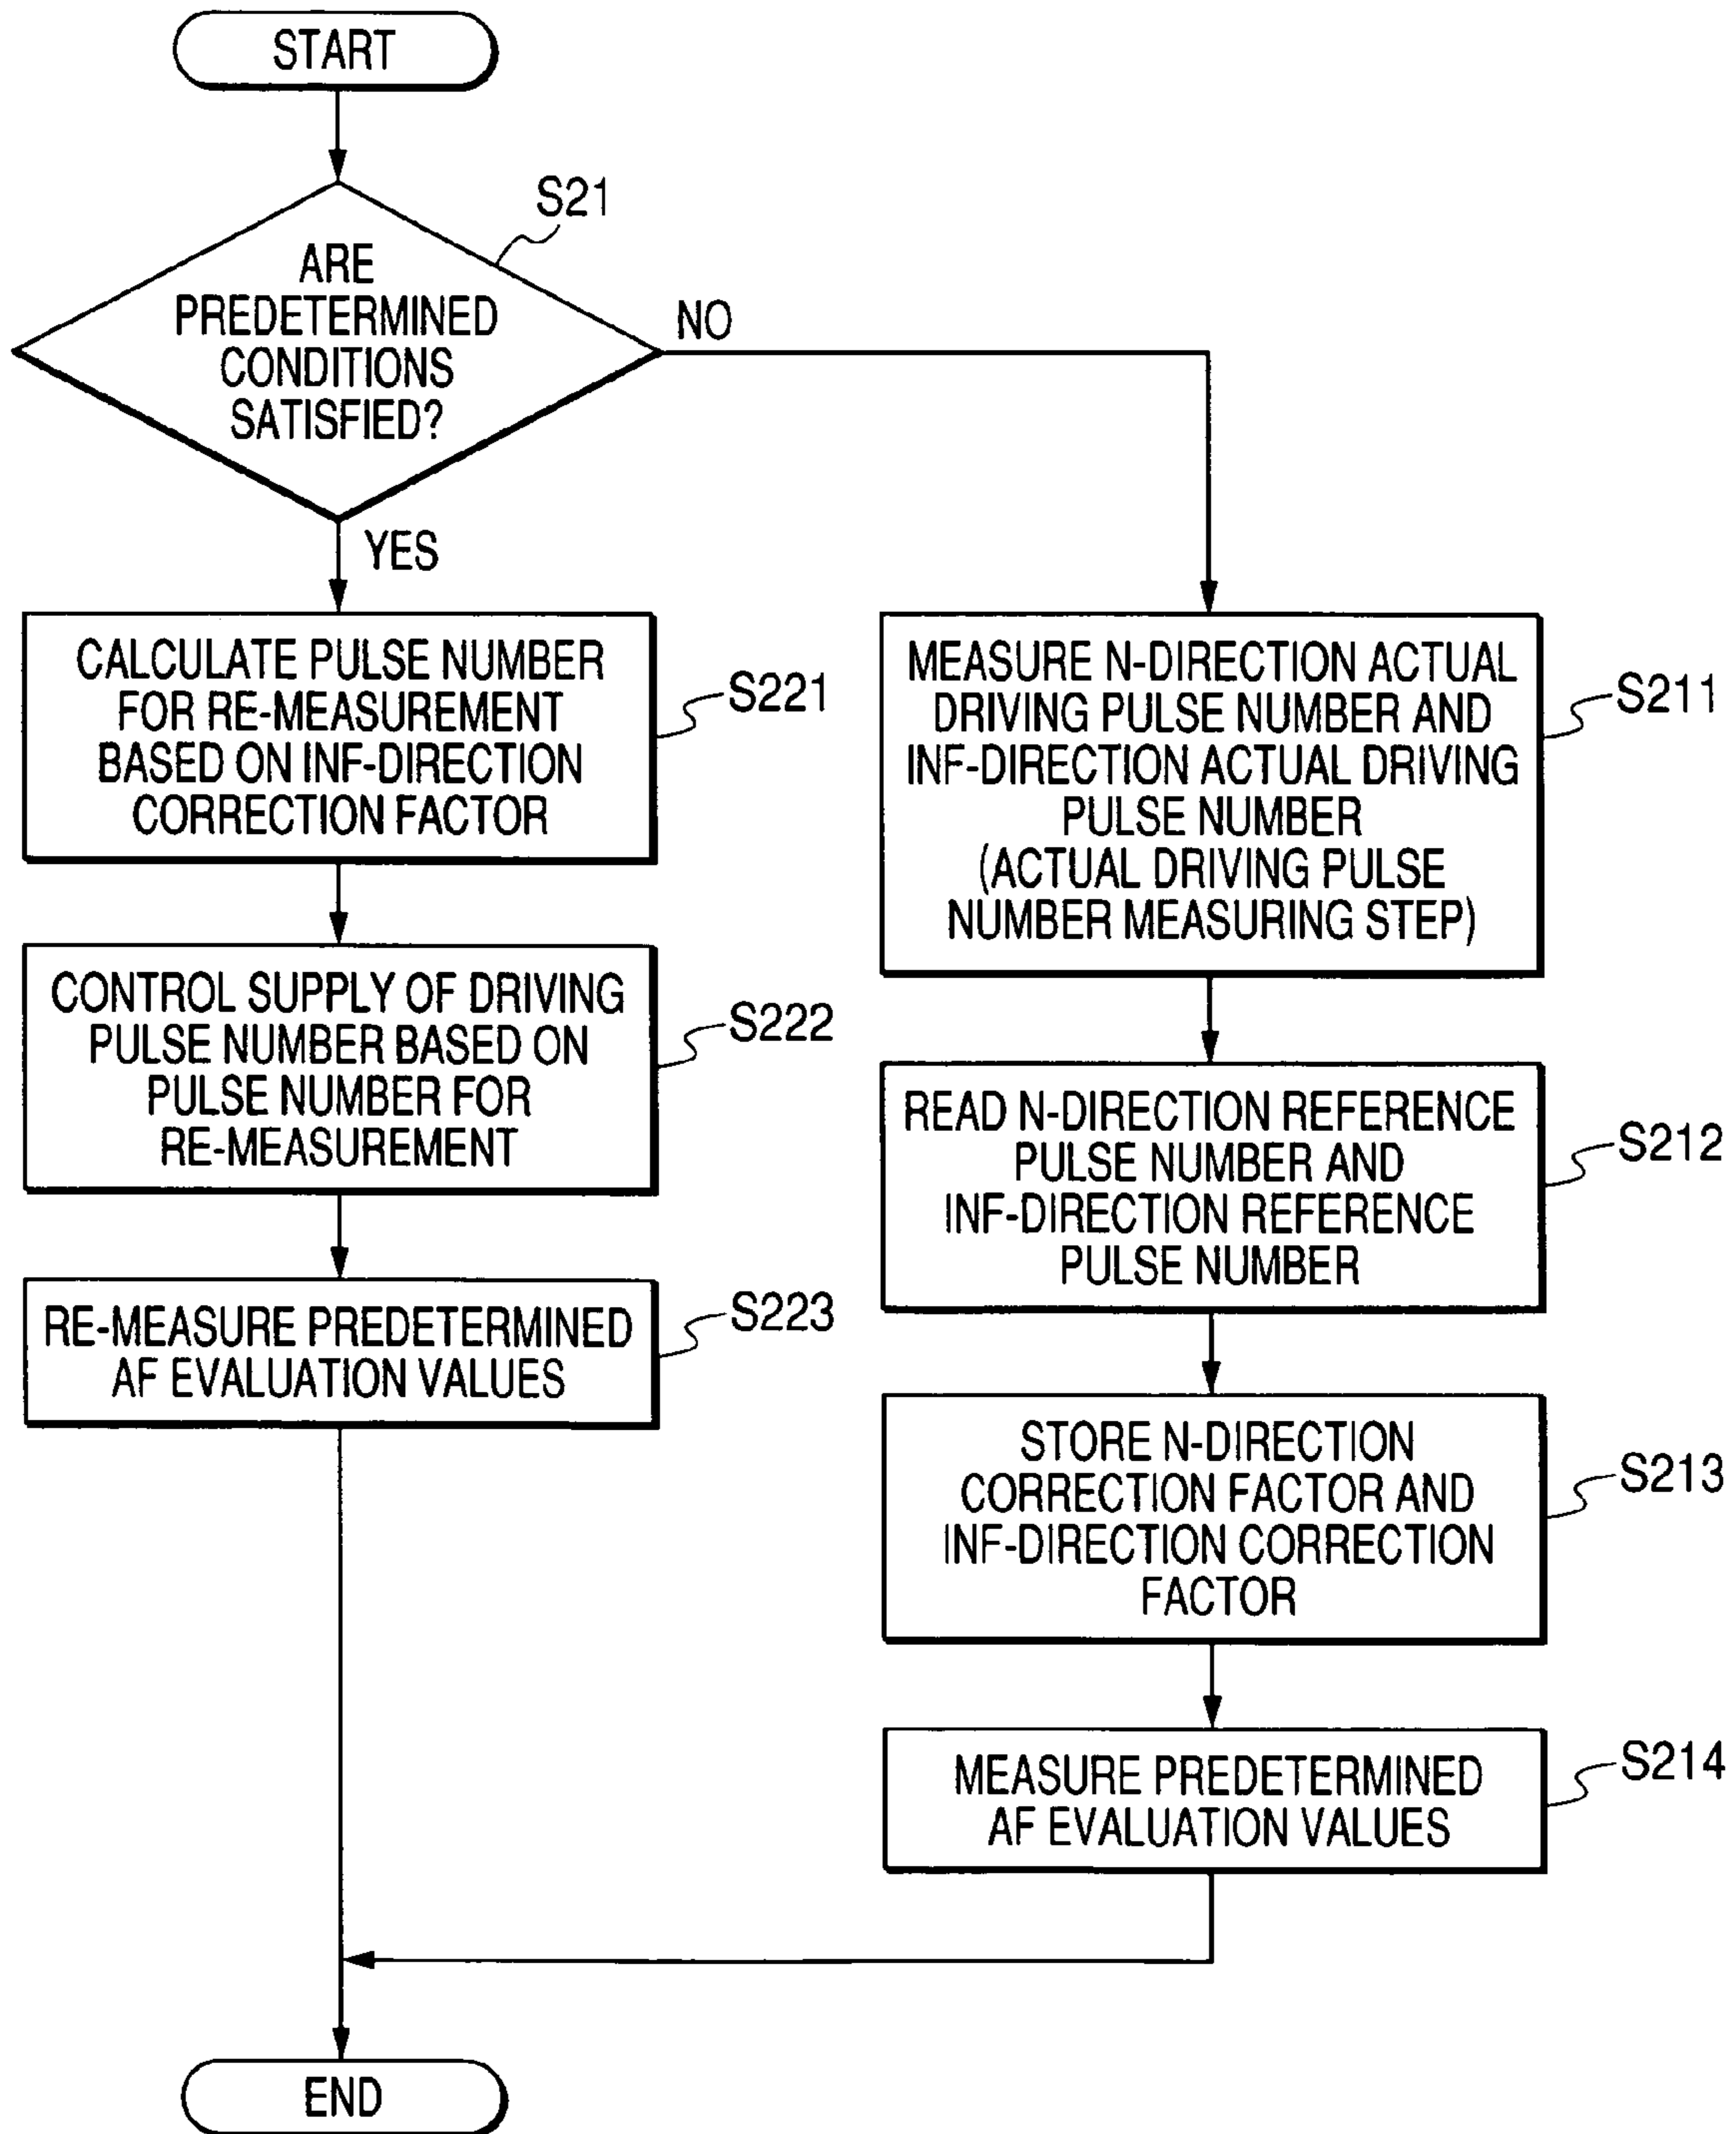 START
S21
ARE
PREDETERMINED
CONDITIONS
SATISFIED?
NO
YES
CALCULATE PULSE NUMBER
FOR RE-MEASUREMENT
BASED ON INF-DIRECTION
CORRECTION FACTOR
S221
CONTROL SUPPLY OF DRIVING
PULSE NUMBER BASED ON
PULSE NUMBER FOR
RE-MEASUREMENT
S222
RE-MEASURE PREDETERMINED
AF EVALUATION VALUES
S223
MEASURE N-DIRECTION ACTUAL
DRIVING PULSE NUMBER AND
INF-DIRECTION ACTUAL DRIVING
PULSE NUMBER
(ACTUAL DRIVING PULSE
NUMBER MEASURING STEP)
S211
READ N-DIRECTION REFERENCE
PULSE NUMBER AND
INF-DIRECTION REFERENCE
PULSE NUMBER
S212
STORE N-DIRECTION
CORRECTION FACTOR AND
INF-DIRECTION CORRECTION
FACTOR
S213
MEASURE PREDETERMINED
AF EVALUATION VALUES
S214
END